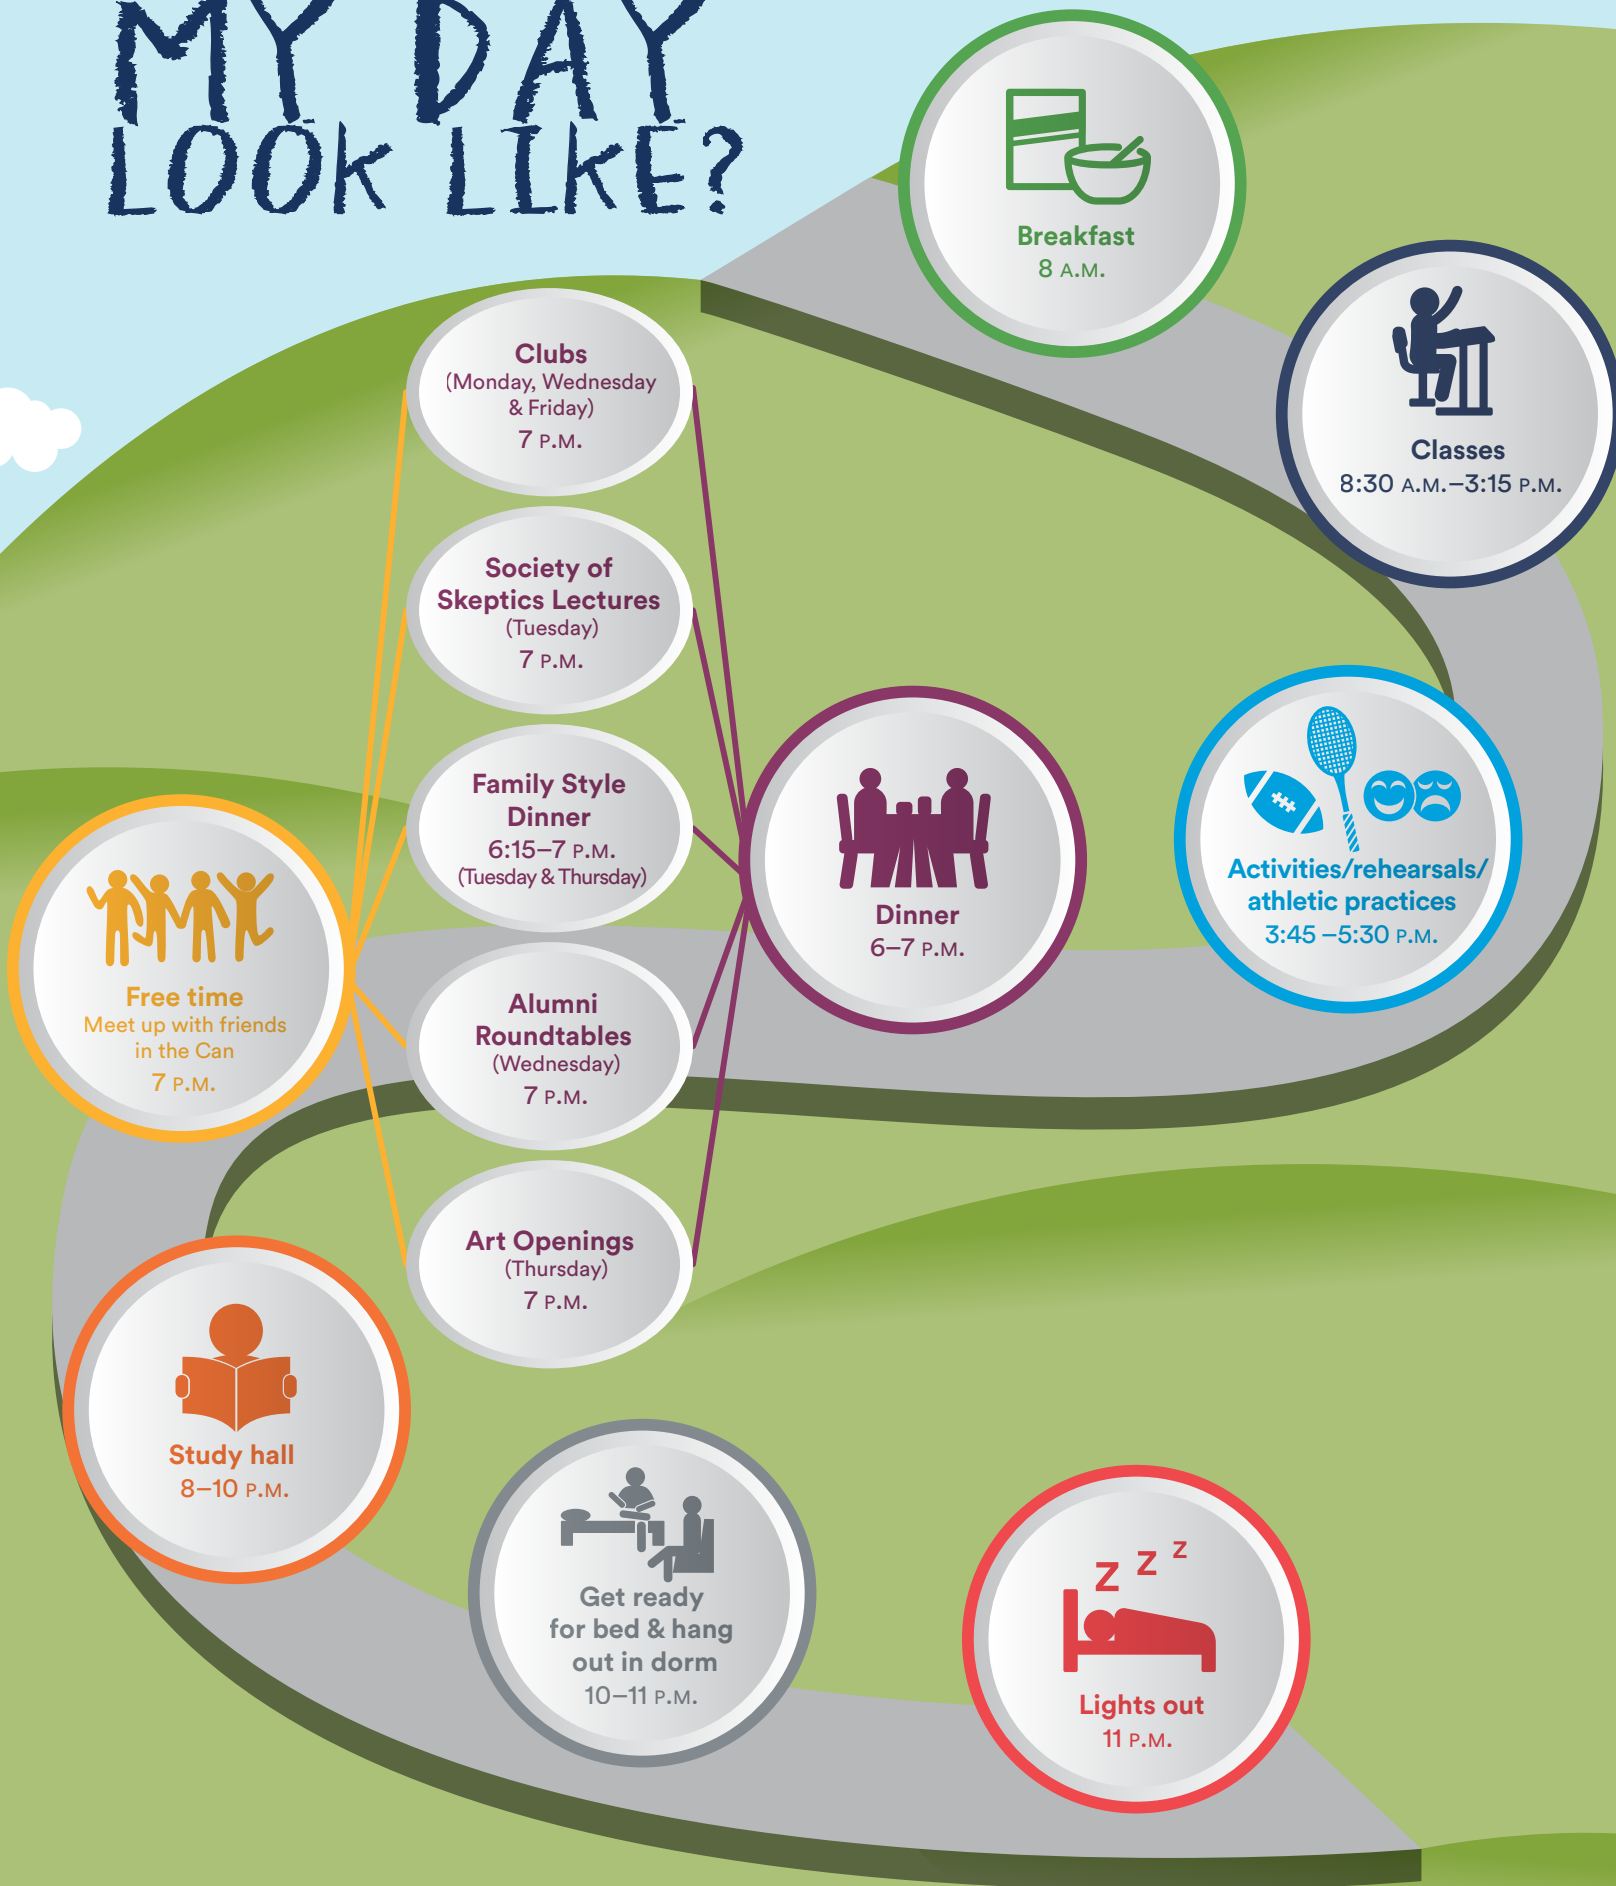 MY DAY
LOOK LIKE?
Breakfast
8 A.M.
Classes
8:30 A.M.–3:15 P.M.
Activities/rehearsals/
athletic practices
3:45 –5:30 P.M.
Dinner
6–7 P.M.
Clubs
(Monday, Wednesday
& Friday)
7 P.M.
Society of
Skeptics Lectures
(Tuesday)
7 P.M.
Family Style
Dinner
6:15–7 P.M.
(Tuesday & Thursday)
Alumni
Roundtables
(Wednesday)
7 P.M.
Art Openings
(Thursday)
7 P.M.
Free time
Meet up with friends
in the Can
7 P.M.
Study hall
8–10 P.M.
Get ready
for bed & hang
out in dorm
10–11 P.M.
z z z
Lights out
11 P.M.